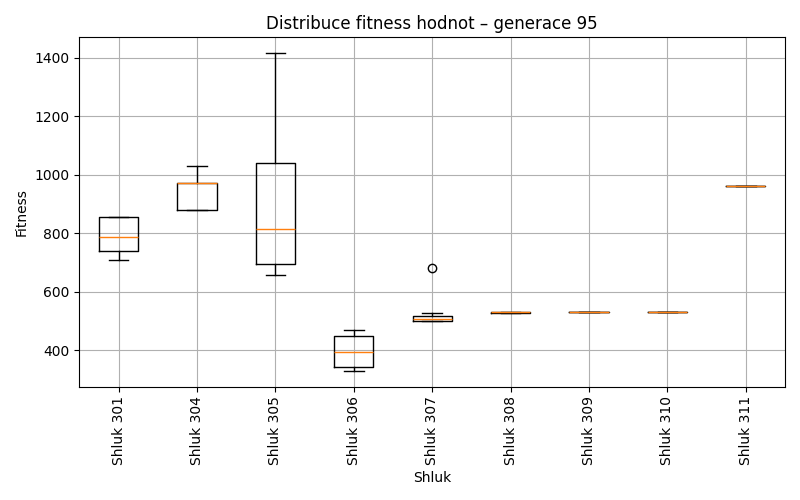 Distribuce fitness hodnot – generace 95
Fitness
1400
1200
1000
800
600
400
Shluk 301
Shluk 304
Shluk 305
Shluk 306
Shluk 307
Shluk 308
Shluk 309
Shluk 310
Shluk 311
Shluk